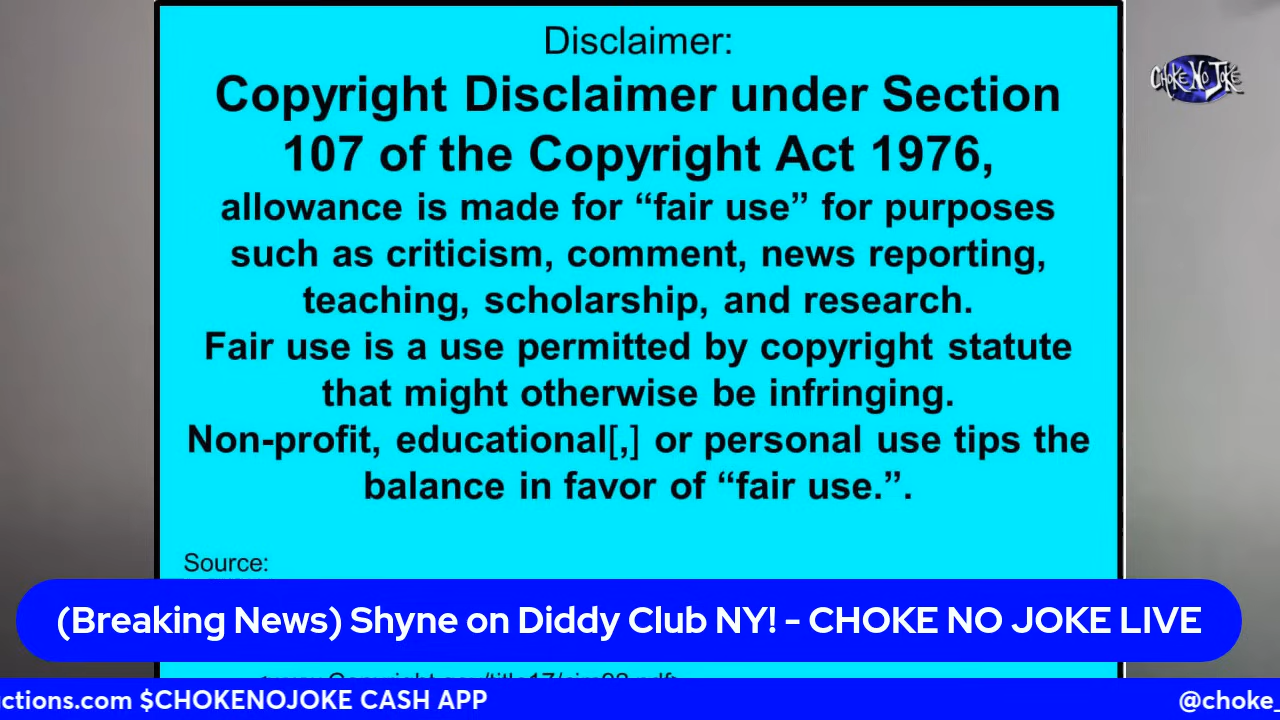 Disclaimer:
Copyright Disclaimer under Section
CHOKE NO JOKE
107 of the Copyright Act 1976,
allowance is made for “fair use” for purposes
such as criticism, comment, news reporting,
teaching, scholarship, and research.
Fair use is a use permitted by copyright statute
that might otherwise be infringing.
Non-profit, educational[,] or personal use tips the
balance in favor of “fair use.”.
Source:
(Breaking News) Shyne on Diddy Club NY! - CHOKE NO JOKE LIVE
ctions.com $CHOKENOJOKE CASH APP
@choke_